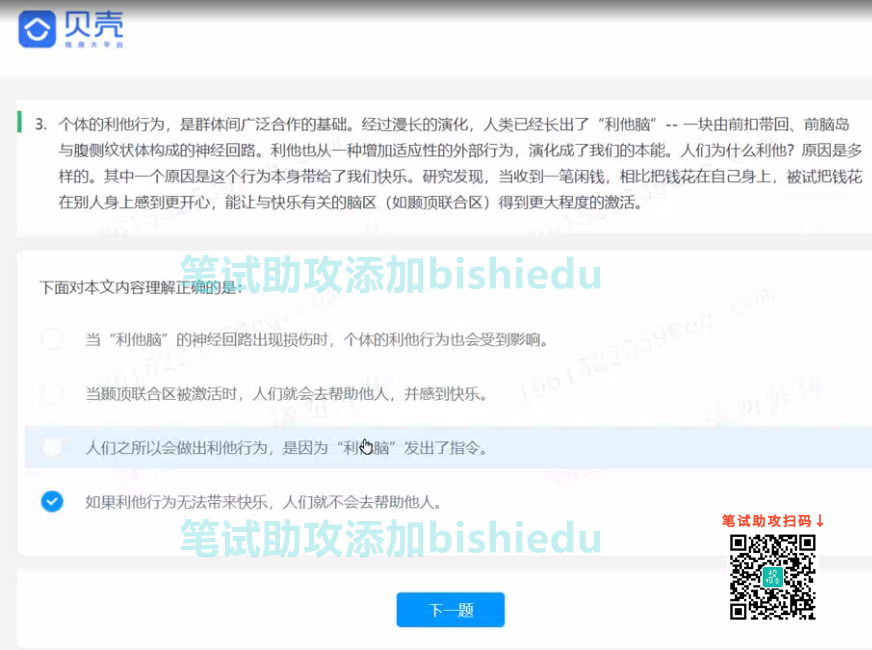 贝壳
找房大平台
3. 个体的利他行为，是群体间广泛合作的基础。经过漫长的演化，人类已经长出了“利他脑”-- 一块由前扣带回、前脑岛
与腹侧纹状体构成的神经回路。利他也从一种增加适应性的外部行为，演化成了我们的本能。人们为什么利他？原因是多
样的。其中一个原因是这个行为本身带给了我们快乐。研究发现，当收到一笔闲钱，相比把钱花在自己身上，被试把钱花
在别人身上感到更开心，能让与快乐有关的脑区（如颞顶联合区）得到更大程度的激活。
笔试助攻添加bishiedu
下面对本文内容理解正确的是：
当“利他脑”的神经回路出现损伤时，个体的利他行为也会受到影响。
当颞顶联合区被激活时，人们就会去帮助他人，并感到快乐。
人们之所以会做出利他行为，是因为“利他脑”发出了指令。
如果利他行为无法带来快乐，人们就不会去帮助他人。
笔试助攻添加bishiedu
笔试助攻扫码↓
下一题